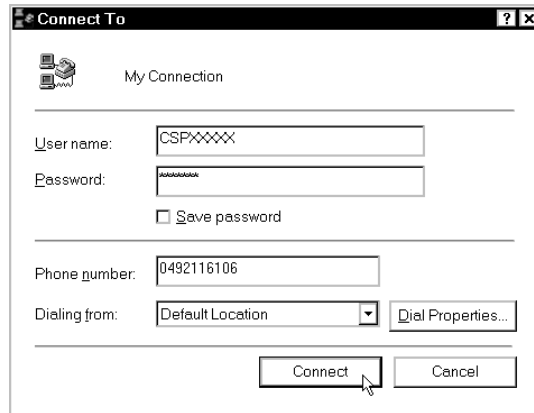 Connect To
My Connection
User name: CSPXXXXX
Password: *******
Save password
Phone number: 0492116106
Dialing from: Default Location Dial Properties...
Connect Cancel